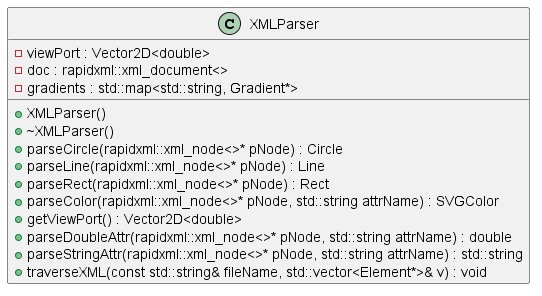 C XMLParser
viewPort : Vector2D<double>
doc : rapidxml::xml_document<>
gradients : std::map<std::string, Gradient*>
XMLParser()
~XMLParser()
parseCircle(rapidxml::xml_node<>* pNode) : Circle
parseLine(rapidxml::xml_node<>* pNode) : Line
parseRect(rapidxml::xml_node<>* pNode) : Rect
parseColor(rapidxml::xml_node<>* pNode, std::string attrName) : SVGColor
getViewPort() : Vector2D<double>
parseDoubleAttr(rapidxml::xml_node<>* pNode, std::string attrName) : double
parseStringAttr(rapidxml::xml_node<>* pNode, std::string attrName) : std::string
traverseXML(const std::string& fileName, std::vector<Element*>& v) : void